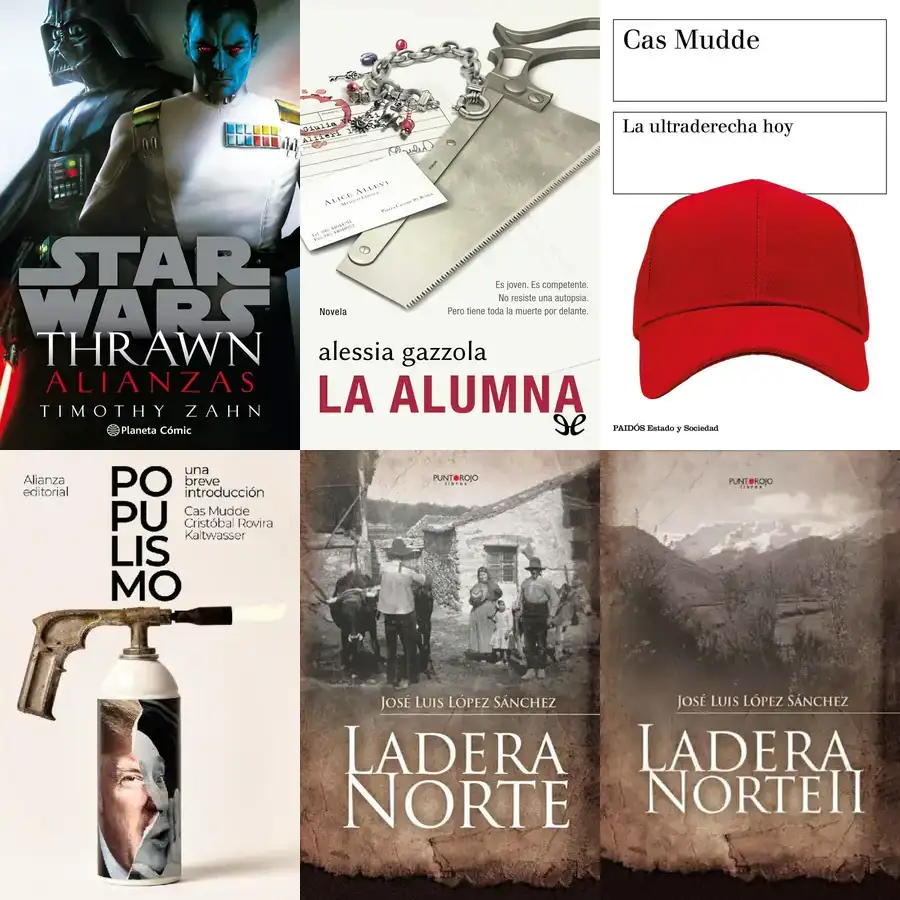 STAR
WARS
THRAWN
ALIANZAS
TIMOTHY ZAHN
Planeta Cómic
Giulia
ALICE ALLEVI
Es joven. Es competente.
No resiste una autopsia.
Pero tiene toda la muerte por delante.
Novela
alessia gazzola
LA ALUMNA
Cas Mudde
La ultraderecha hoy
PAIDÓS Estado y Sociedad
Alianza
editorial
PO
PU
LIS
MO
una
breve
introducción
Cas Mudde
Cristóbal Rovira
Kaltwasser
PUNTOROJO
libros
JOSÉ LUIS LÓPEZ SÁNCHEZ
LADERA
NORTE
PUNTOROJO
libros
JOSÉ LUIS LÓPEZ SÁNCHEZ
LADERA
NORTE II